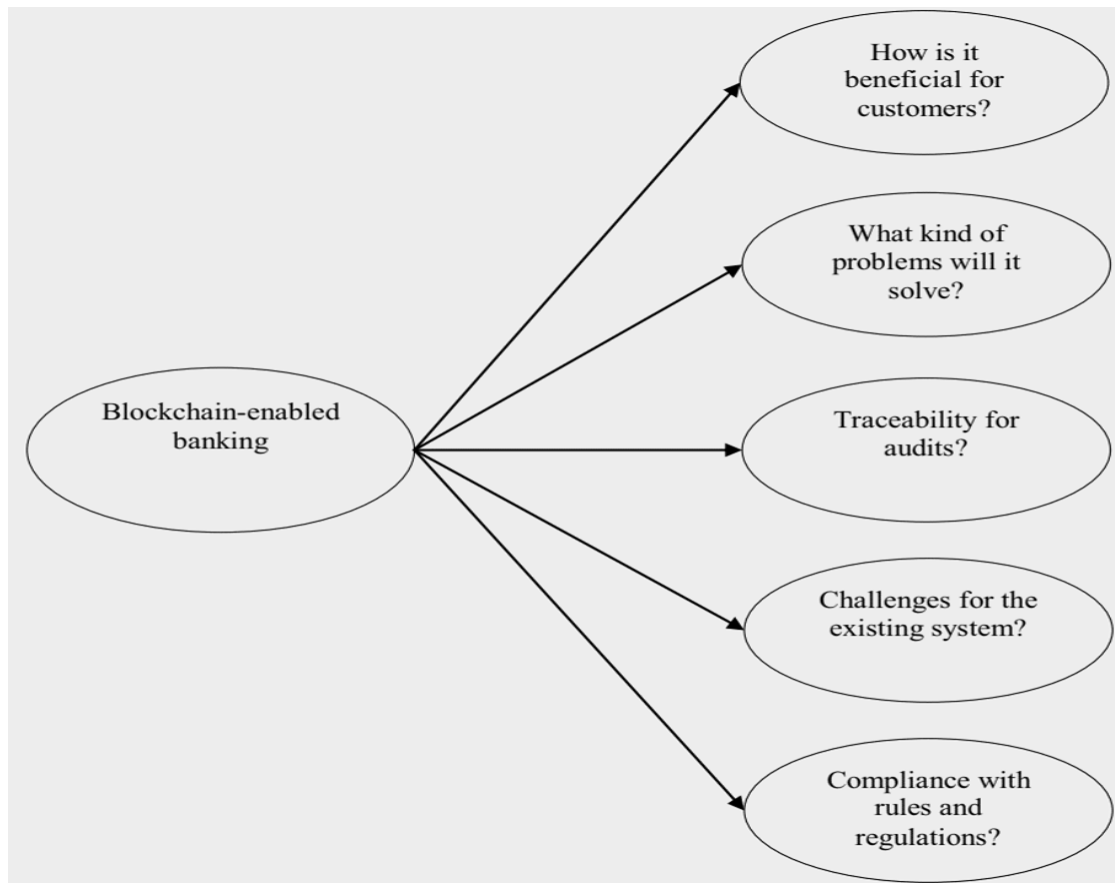 How is it
beneficial for
customers?
What kind of
problems will it
solve?
Blockchain-enabled
banking
Traceability for
audits?
Challenges for the
existing system?
Compliance with
rules and
regulations?